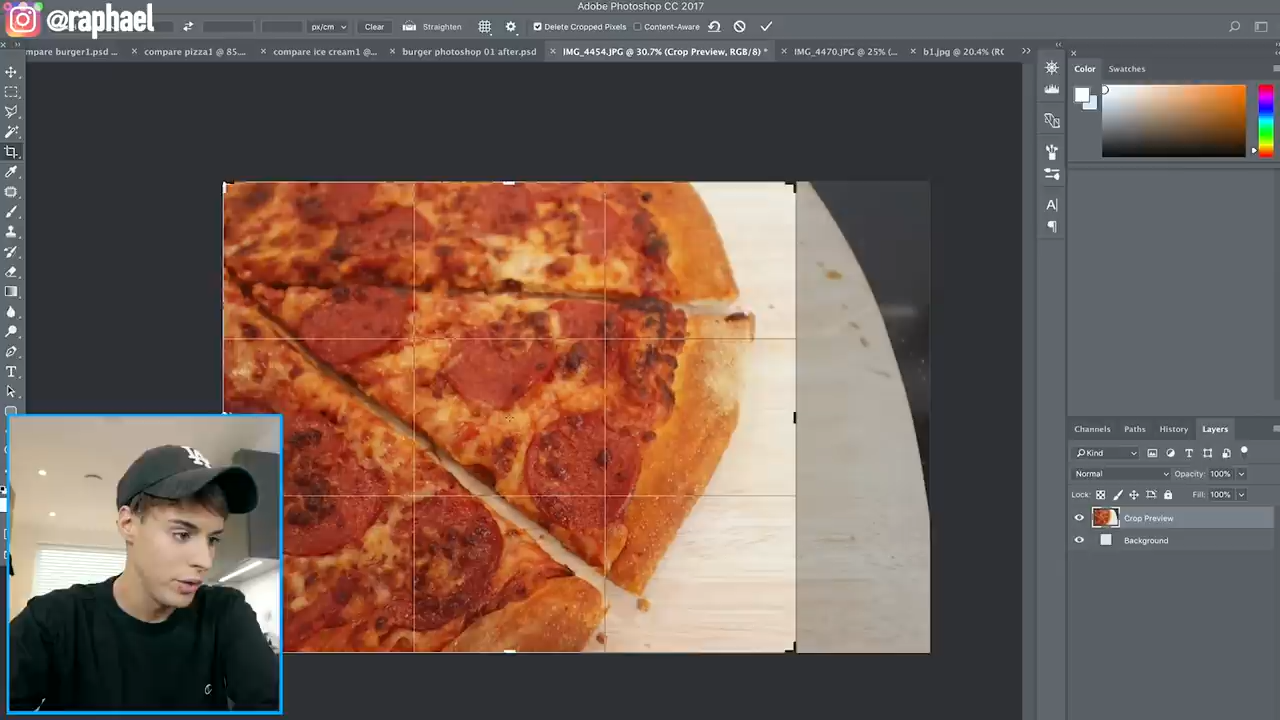 Adobe Photoshop CC 2017
@raphael
px/cm Clear Straighten Delete Cropped Pixels Content-Aware
mpare burger1.psd ... compare pizza1 @ 85.... compare ice cream1 @... burger photoshop 01 after.psd IMG_4454.JPG @ 30.7% (Crop Preview, RGB/8) * IMG_4470.JPG @ 25% (... b1.jpg @ 20.4% (R
Color Swatches
A
T
LA
Channels Paths History Layers
Kind
Normal Opacity: 100%
Lock: Fill: 100%
Crop Preview
Background